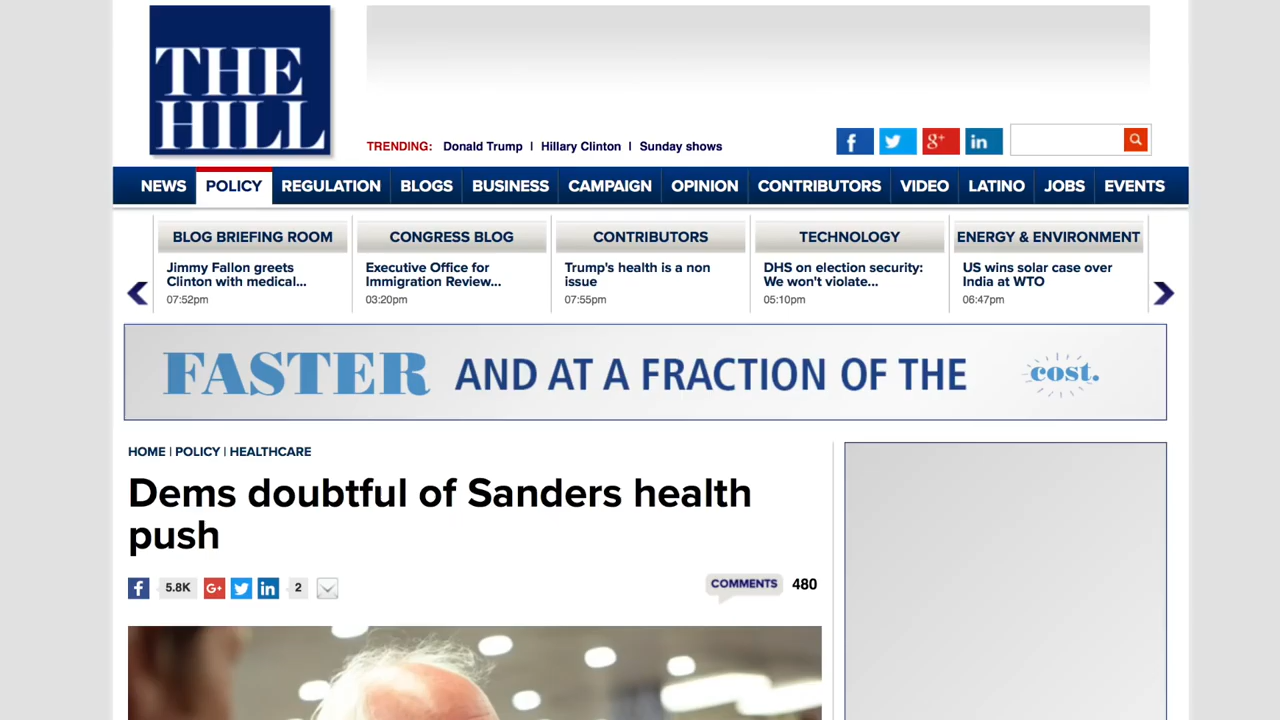 THE
HILL
TRENDING: Donald Trump | Hillary Clinton | Sunday shows
NEWS POLICY REGULATION BLOGS BUSINESS CAMPAIGN OPINION CONTRIBUTORS VIDEO LATINO JOBS EVENTS
BLOG BRIEFING ROOM
Jimmy Fallon greets
Clinton with medical...
07:52pm
CONGRESS BLOG
Executive Office for
Immigration Review...
03:20pm
CONTRIBUTORS
Trump's health is a non
issue
07:55pm
TECHNOLOGY
DHS on election security:
We won't violate...
05:10pm
ENERGY & ENVIRONMENT
US wins solar case over
India at WTO
06:47pm
FASTER AND AT A FRACTION OF THE cost.
HOME | POLICY | HEALTHCARE
Dems doubtful of Sanders health
push
f 5.8K G+ in 2
COMMENTS 480